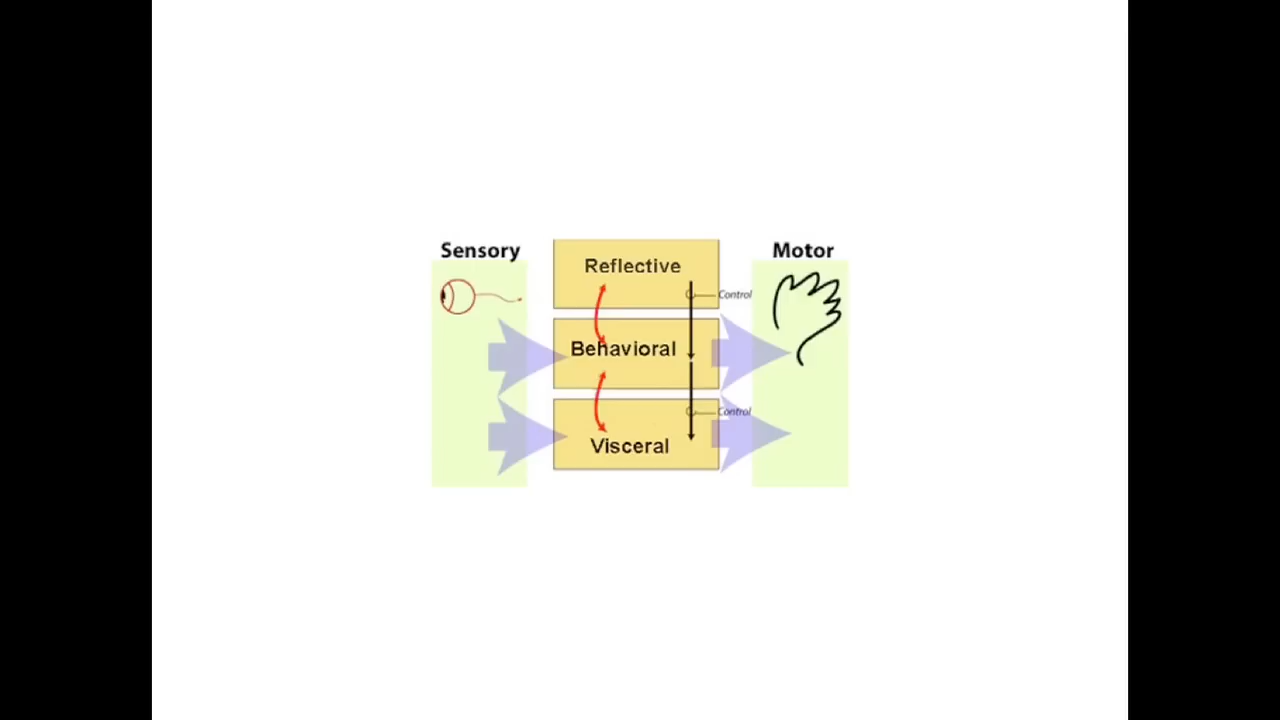 Sensory
Reflective
Motor
Control
Behavioral
Control
Visceral